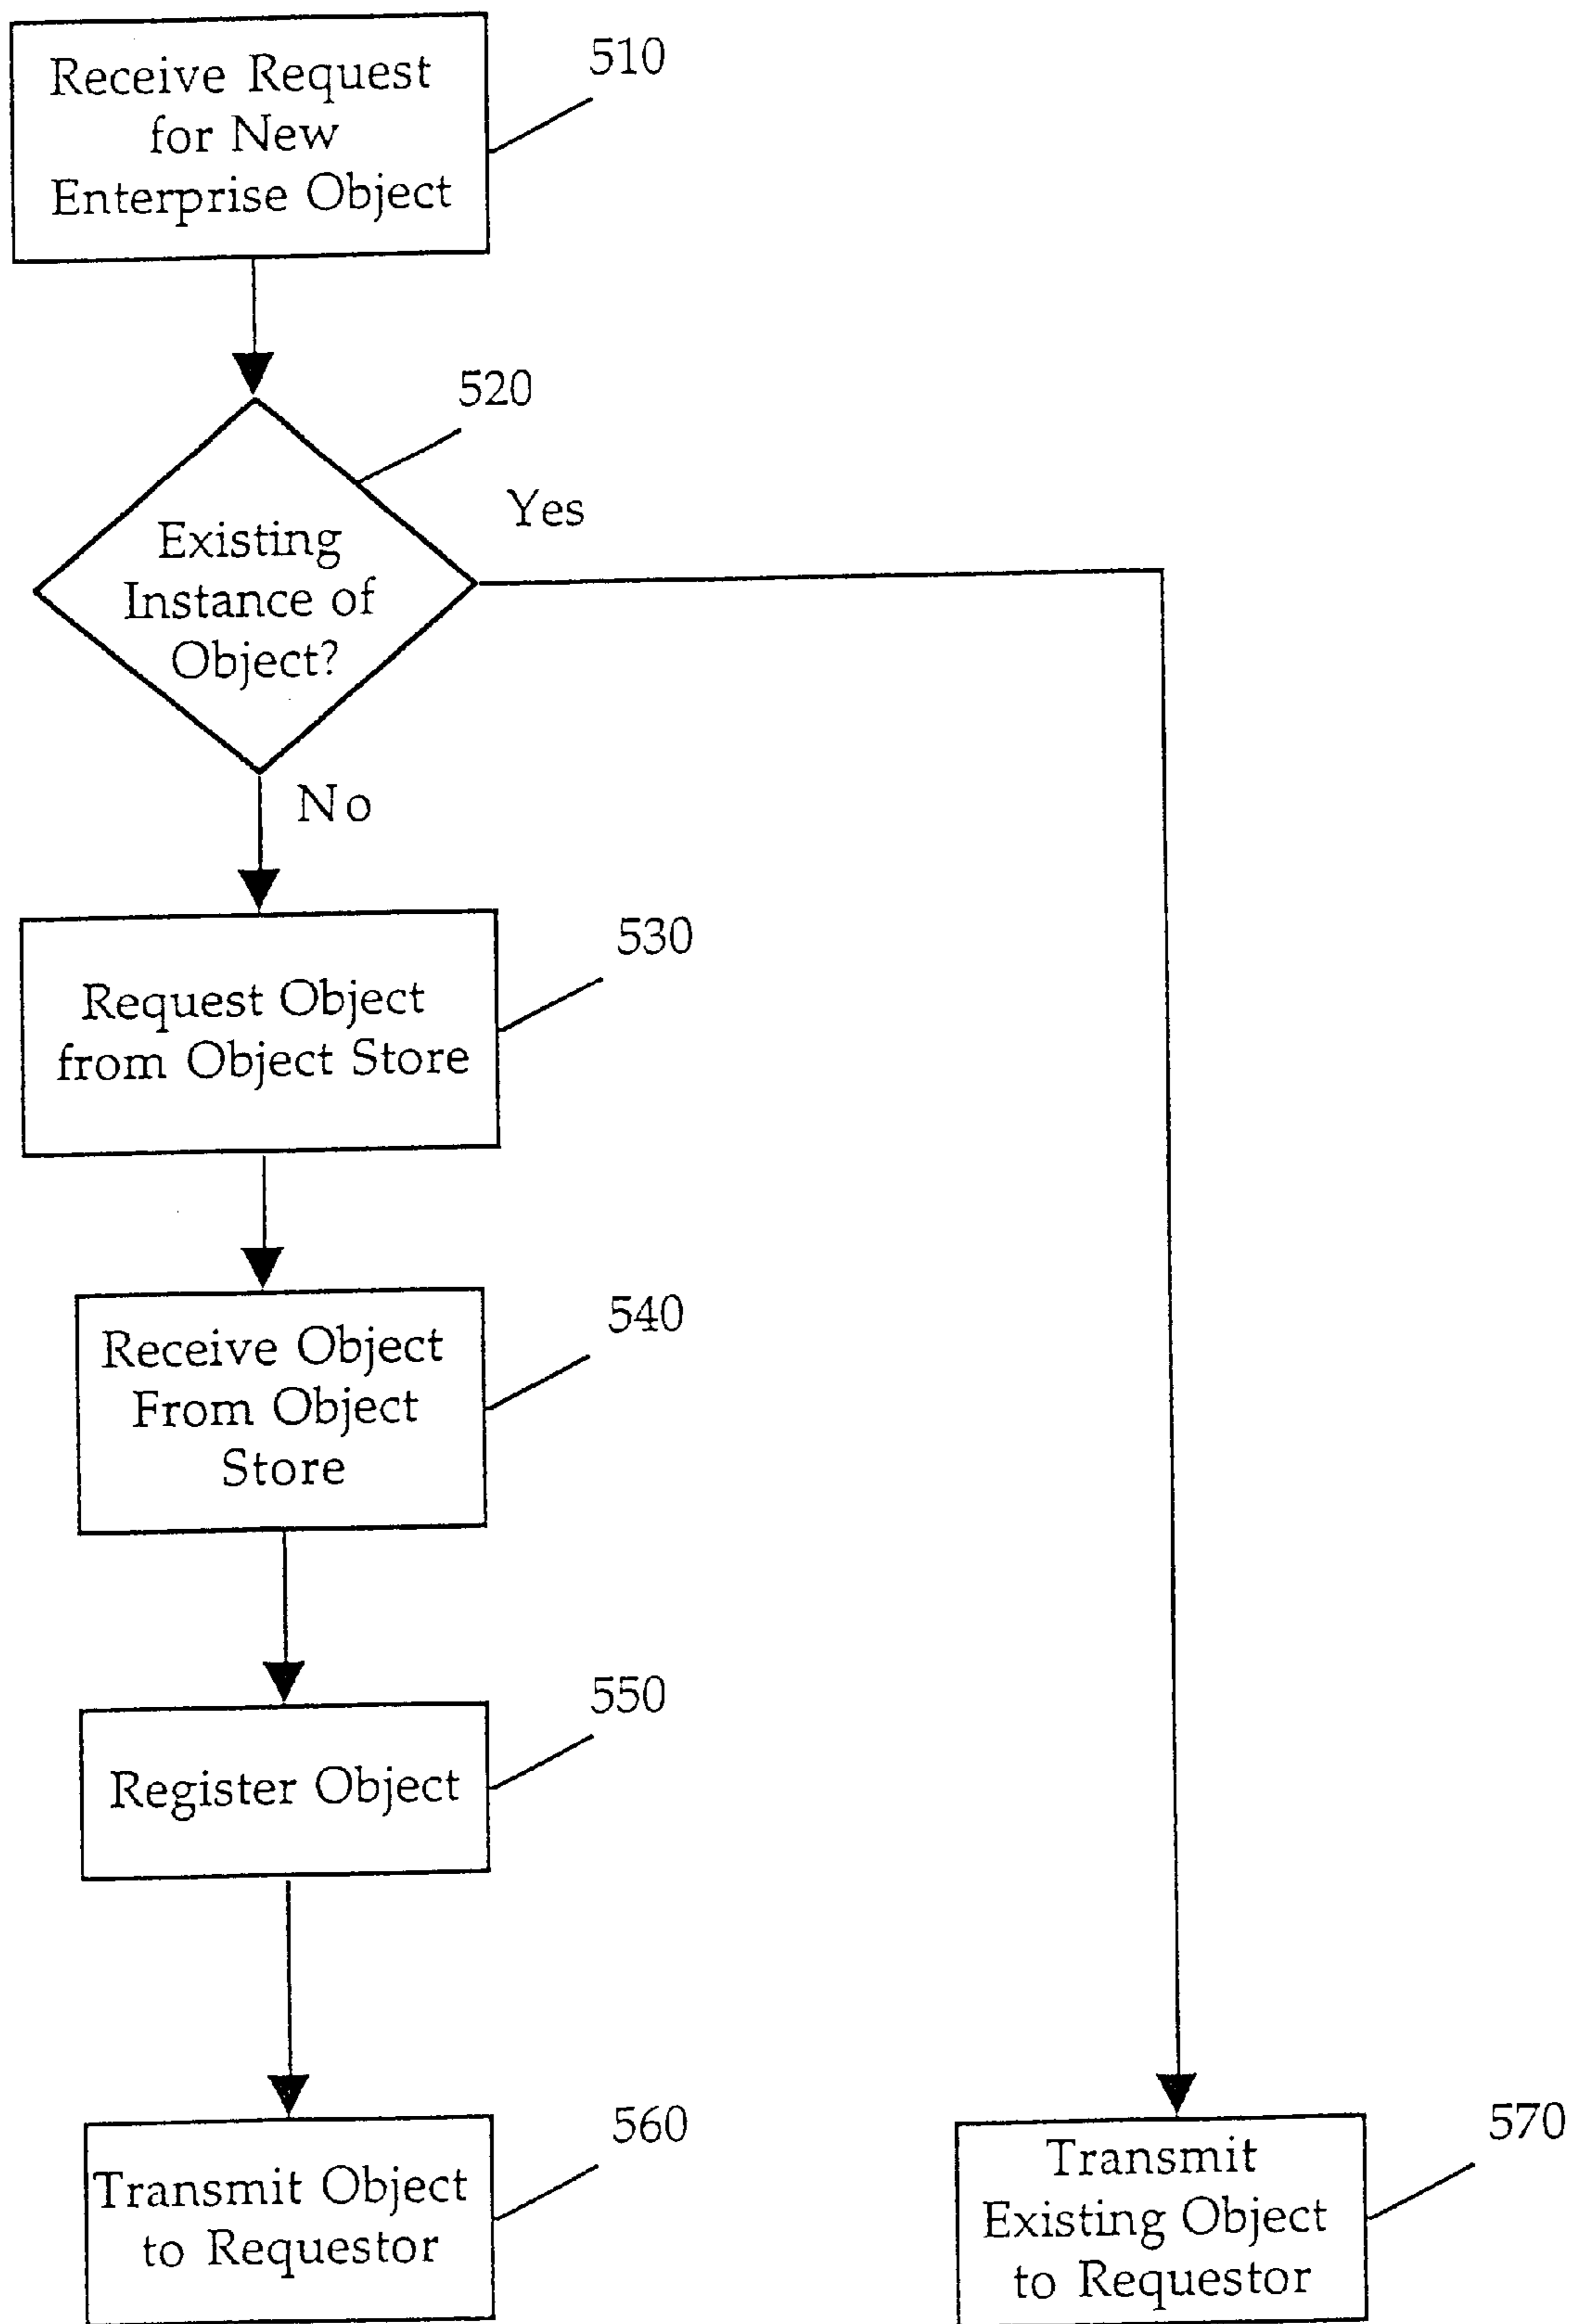 Receive Request
for New
Enterprise Object
510
520
Existing
Instance of
Object?
Yes
No
530
Request Object
from Object Store
540
Receive Object
From Object
Store
550
Register Object
560
Transmit Object
to Requestor
570
Transmit
Existing Object
to Requestor